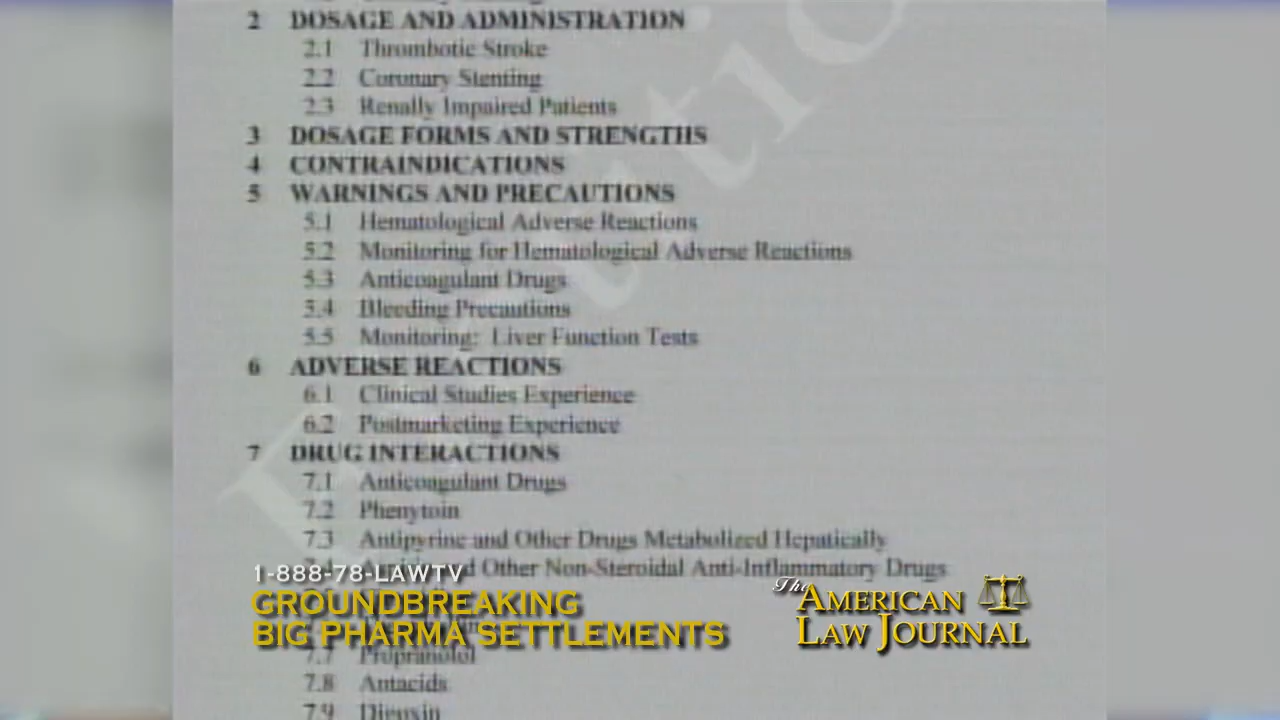 2 DOSAGE AND ADMINISTRATION
2.1 Thrombotic Stroke
2.2 Coronary Stenting
2.3 Renally Impaired Patients
3 DOSAGE FORMS AND STRENGTHS
4 CONTRAINDICATIONS
5 WARNINGS AND PRECAUTIONS
5.1 Hematological Adverse Reactions
5.2 Monitoring for Hematological Adverse Reactions
5.3 Anticoagulant Drugs
5.4 Bleeding Precautions
5.5 Monitoring: Liver Function Tests
6 ADVERSE REACTIONS
6.1 Clinical Studies Experience
6.2 Postmarketing Experience
7 DRUG INTERACTIONS
7.1 Anticoagulant Drugs
7.2 Phenytoin
7.3 Antipyrine and Other Drugs Metabolized Hepatically
Other Non-Steroidal Anti-Inflammatory Drugs
1-888-78-LAWTV
GROUNDBREAKING
BIG PHARMA SETTLEMENTS
The
AMERICAN
LAW JOURNAL
7.7 Propranolol
7.8 Antacids
7.9 Digoxin